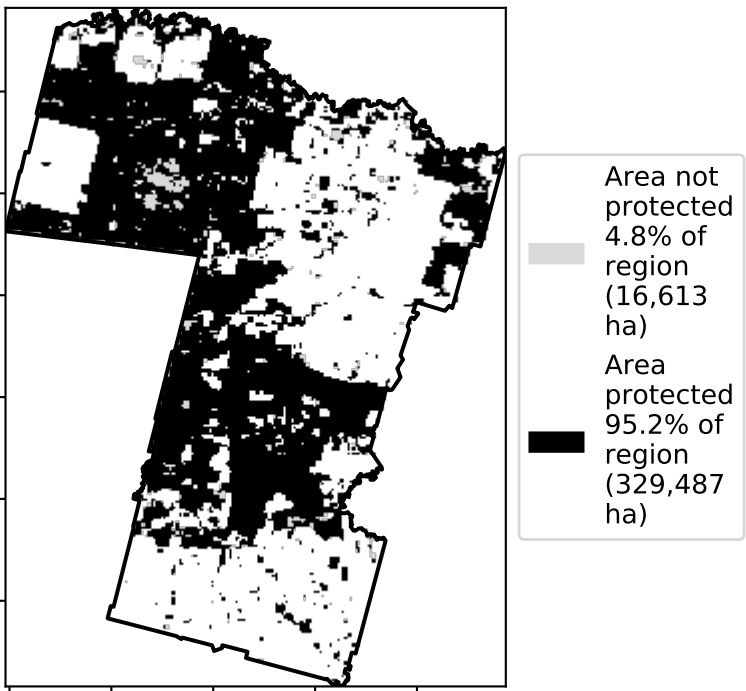 Area not
protected
4.8% of
region
(16,613
ha)
Area
protected
95.2% of
region
(329,487
ha)